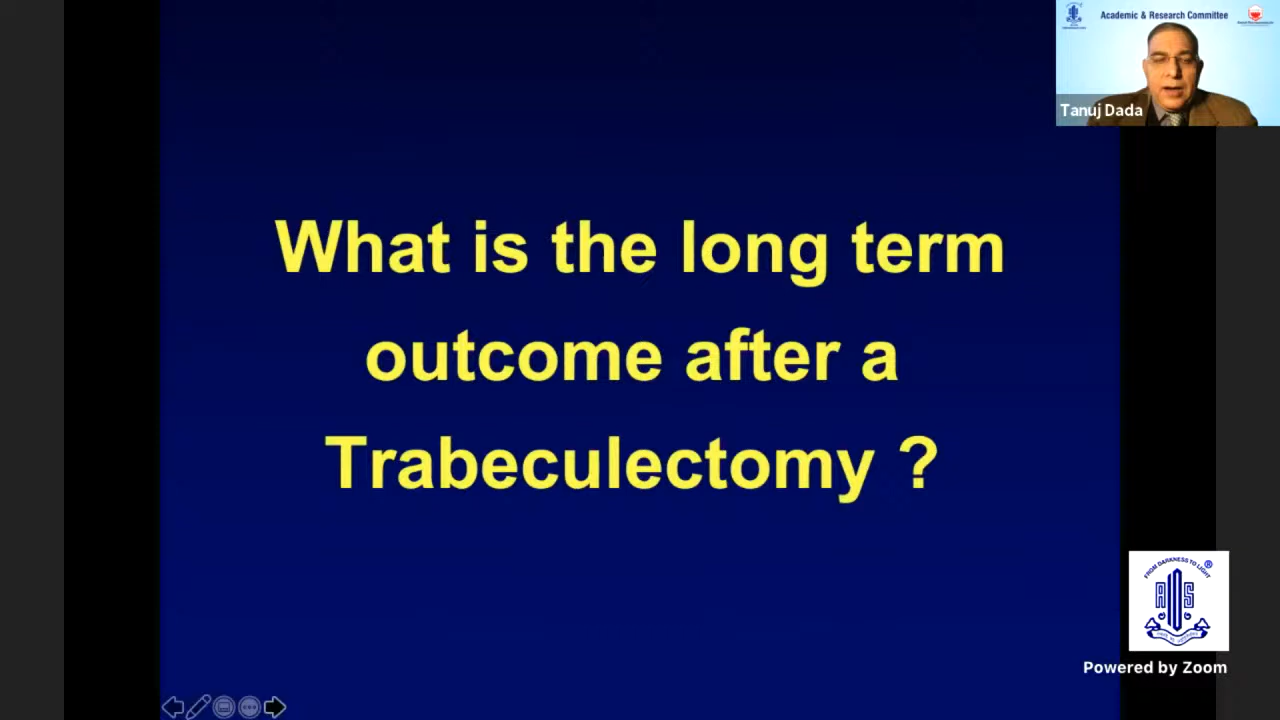 Academic & Research Committee
Tanuj Dada
What is the long term
outcome after a
Trabeculectomy ?
FROM DARKNESS TO LIGHT
®
AIOS
Powered by Zoom